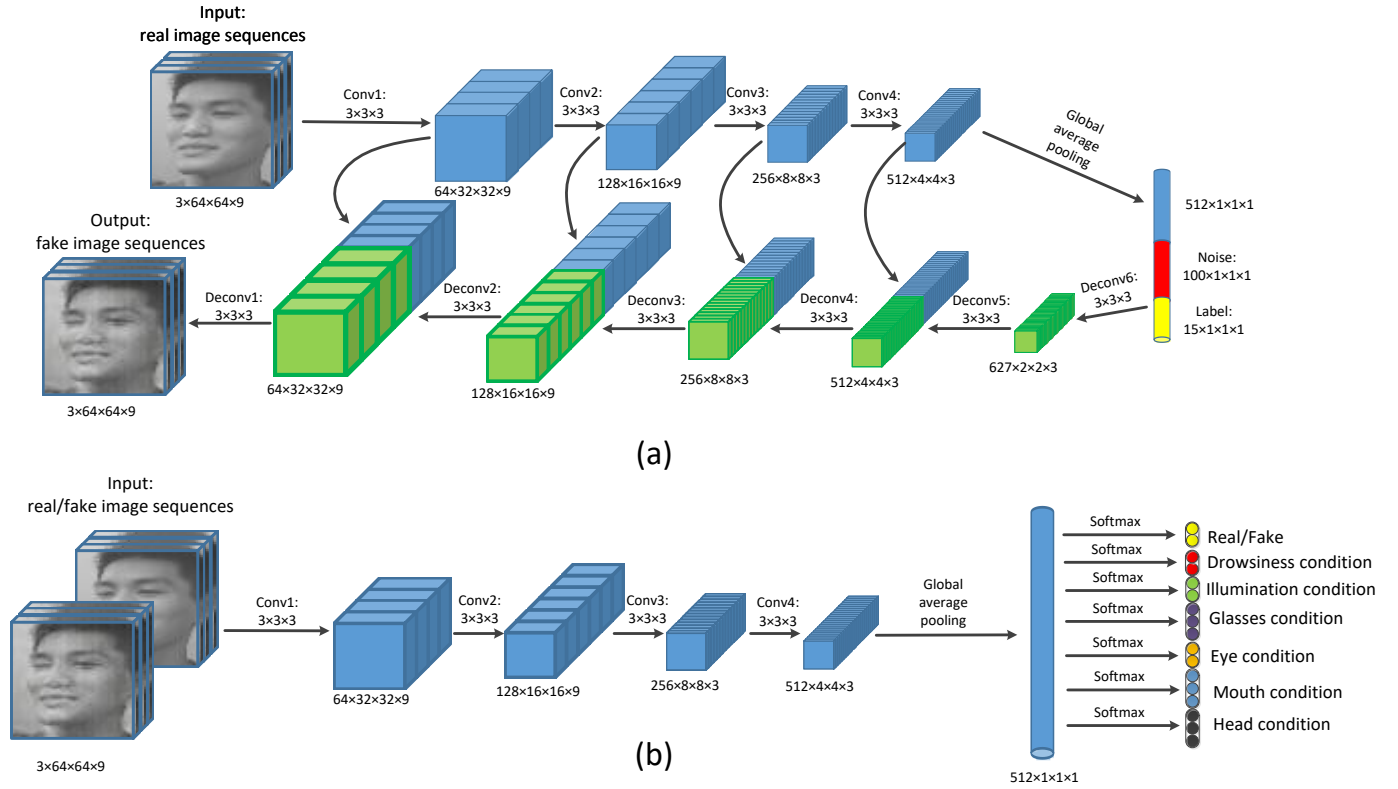 Input:
real image sequences
Conv1:
3×3×3
Conv2:
3×3×3
Conv3:
3×3×3
Conv4:
3×3×3
Global
average
pooling
3×64×64×9
64×32×32×9
128×16×16×9
256×8×8×3
512×4×4×3
512×1×1×1
Noise:
100×1×1×1
Label:
15×1×1×1
Output:
fake image sequences
Deconv1:
3×3×3
Deconv2:
3×3×3
Deconv3:
3×3×3
Deconv4:
3×3×3
Deconv5:
3×3×3
Deconv6:
3×3×3
3×64×64×9
64×32×32×9
128×16×16×9
256×8×8×3
512×4×4×3
627×2×2×3
(a)
Input:
real/fake image sequences
Conv1:
3×3×3
Conv2:
3×3×3
Conv3:
3×3×3
Conv4:
3×3×3
Global
average
pooling
3×64×64×9
64×32×32×9
128×16×16×9
256×8×8×3
512×4×4×3
512×1×1×1
Softmax
Real/Fake
Softmax
Drowsiness condition
Softmax
Illumination condition
Softmax
Glasses condition
Softmax
Eye condition
Softmax
Mouth condition
Softmax
Head condition
(b)